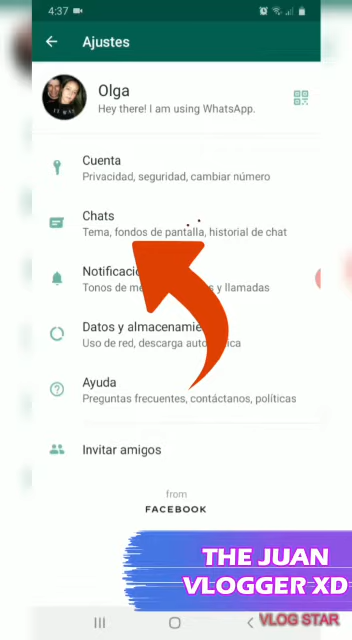 4:37
Ajustes
Olga
Hey there! I am using WhatsApp.
Cuenta
Privacidad, seguridad, cambiar número
Chats
Tema, fondos de pantalla, historial de chat
Notificacio
Tonos de me s y llamadas
Datos y almacenamie
Uso de red, descarga auto ica
Ayuda
Preguntas frecuentes, contáctanos, políticas
Invitar amigos
from
FACEBOOK
THE JUAN
VLOGGER XD
VLOG STAR